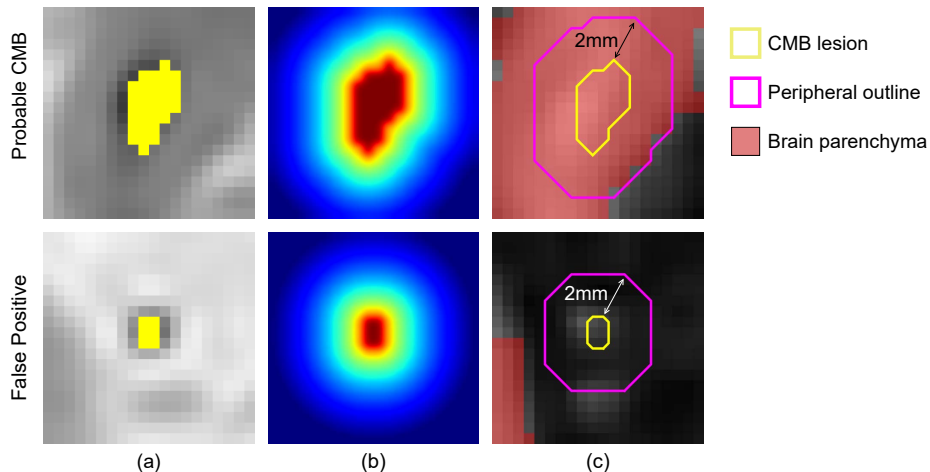 Probable CMB
2mm
CMB lesion
Peripheral outline
Brain parenchyma
False Positive
2mm
(a)
(b)
(c)